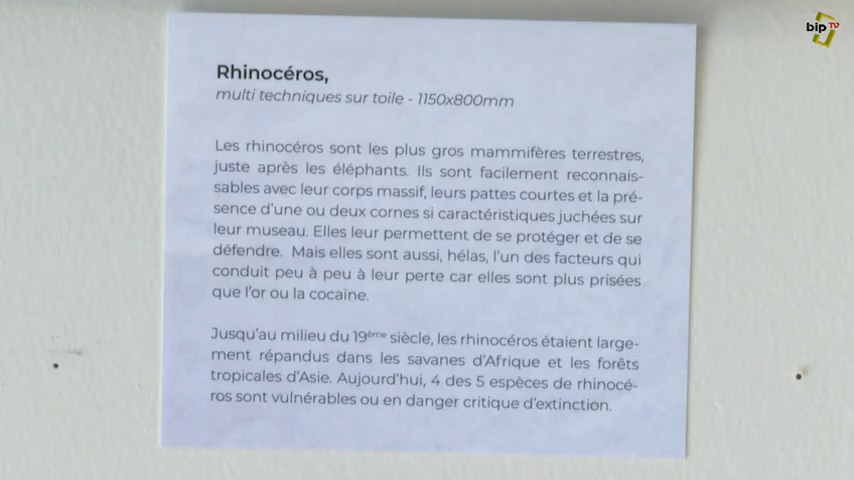 bip TV
Rhinocéros,
multi techniques sur toile - 1150x800mm
Les rhinocéros sont les plus gros mammifères terrestres,
juste après les éléphants. Ils sont facilement reconnais-
sables avec leur corps massif, leurs pattes courtes et la pré-
sence d'une ou deux cornes si caractéristiques juchées sur
leur museau. Elles leur permettent de se protéger et de se
défendre. Mais elles sont aussi, hélas, l'un des facteurs qui
conduit peu à peu à leur perte car elles sont plus prisées
que l'or ou la cocaïne.
Jusqu'au milieu du 19ème siècle, les rhinocéros étaient large-
ment répandus dans les savanes d'Afrique et les forêts
tropicales d'Asie. Aujourd'hui, 4 des 5 espèces de rhinocé-
ros sont vulnérables ou en danger critique d'extinction.